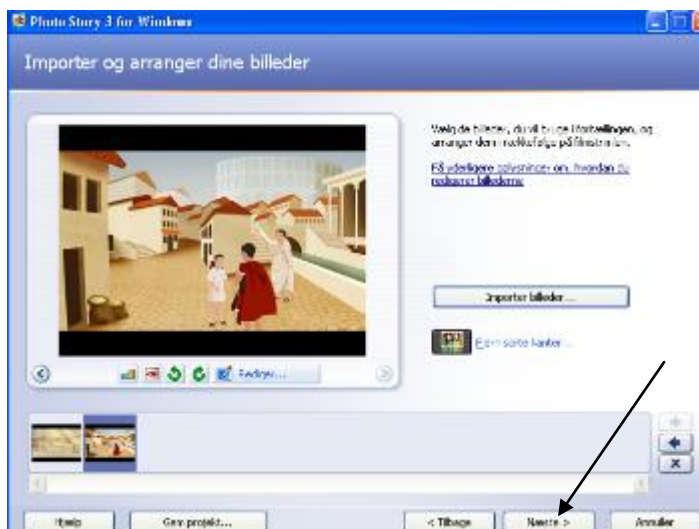 Photo Story 3 for Windows
Importer og arranger dine billeder
Vælg de billeder, du vil bruge i fortællingen, og
arranger dem i rækkefølge på filmstrimlen.
Få yderligere oplysninger om, hvordan du
redigerer billederne
Importer billeder...
Fjern sorte kanter...
Rediger...
Hjælp
Gem projekt...
< Tilbage
Næste >
Annuller